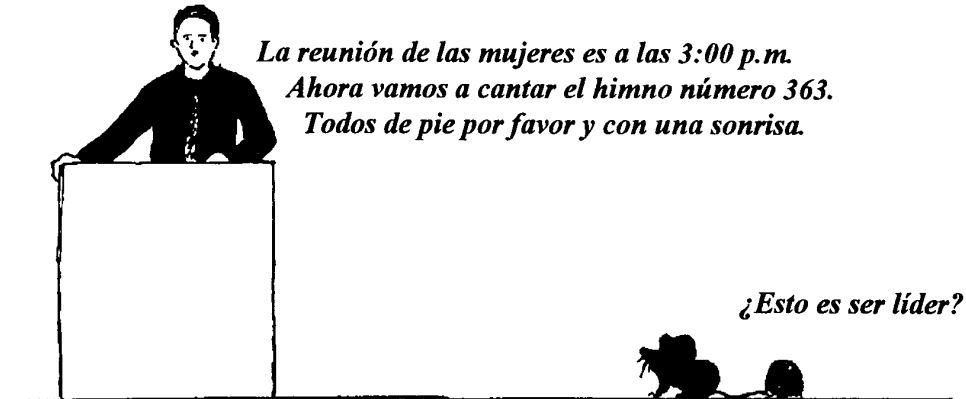 La reunión de las mujeres es a las 3:00 p.m.
Ahora vamos a cantar el himno número 363.
Todos de pie por favor y con una sonrisa.
¿Esto es ser líder?